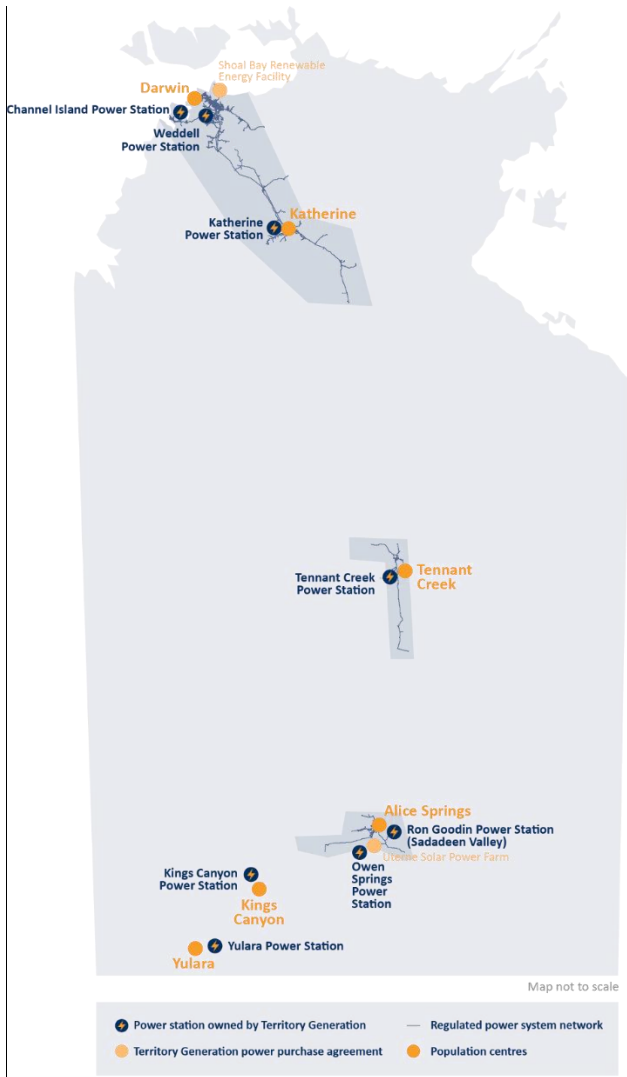 Shoal Bay Renewable
Energy Facility
Darwin
Channel Island Power Station
Weddell
Power Station
Katherine
Katherine
Power Station
Tennant
Creek
Tennant Creek
Power Station
Alice Springs
Ron Goodin Power Station
(Sadadeen Valley)
Uterne Solar Power Farm
Owen
Springs
Power
Station
Kings Canyon
Power Station
Kings
Canyon
Yulara Power Station
Yulara
Map not to scale
Power station owned by Territory Generation
Regulated power system network
Territory Generation power purchase agreement
Population centres